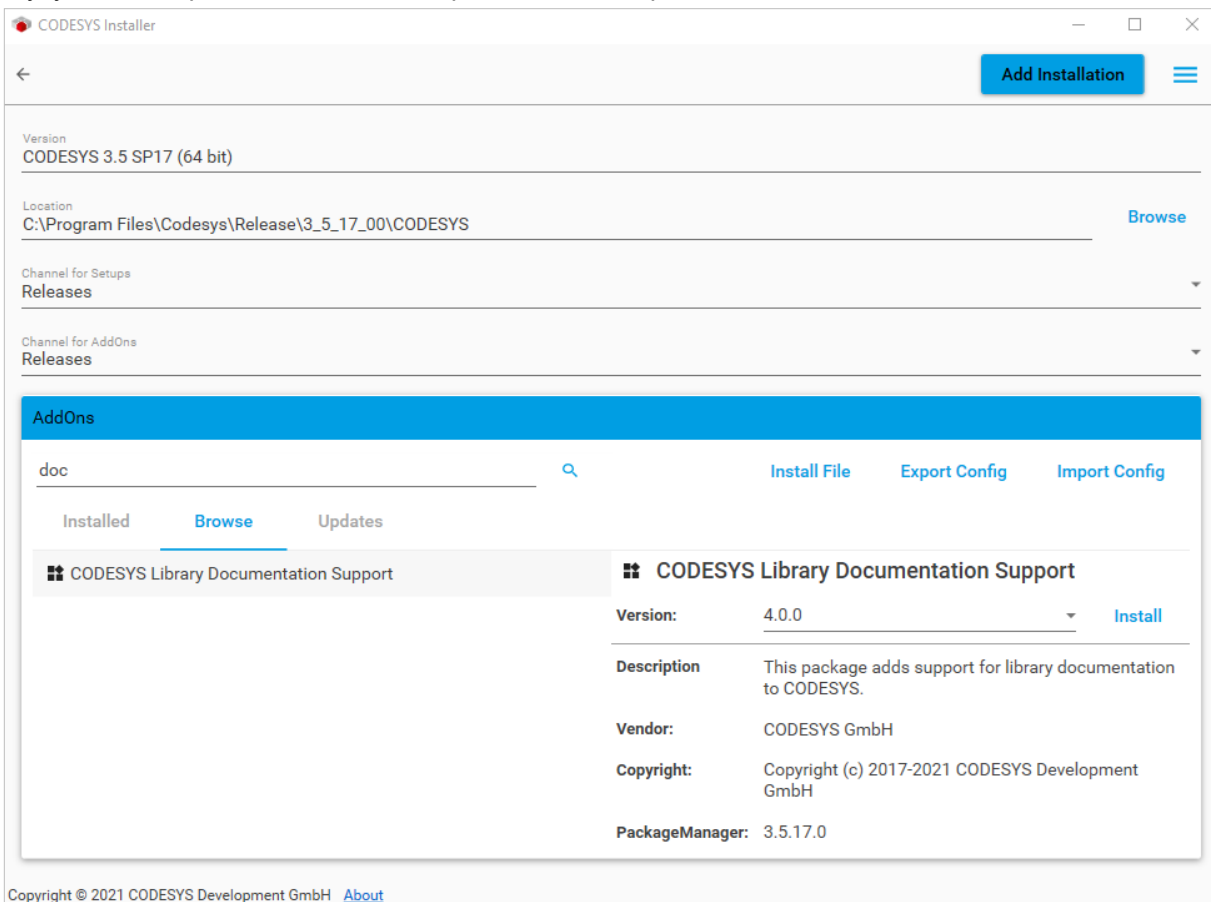 CODESYS Installer
Add Installation
Version
CODESYS 3.5 SP17 (64 bit)
Location
C:\Program Files\Codesys\Release\3_5_17_00\CODESYS
Browse
Channel for Setups
Releases
Channel for AddOns
Releases
AddOns
doc
Install File Export Config Import Config
Installed Browse Updates
CODESYS Library Documentation Support
CODESYS Library Documentation Support
Version: 4.0.0 Install
Description This package adds support for library documentation
to CODESYS.
Vendor: CODESYS GmbH
Copyright: Copyright (c) 2017-2021 CODESYS Development
GmbH
PackageManager: 3.5.17.0
Copyright © 2021 CODESYS Development GmbH About